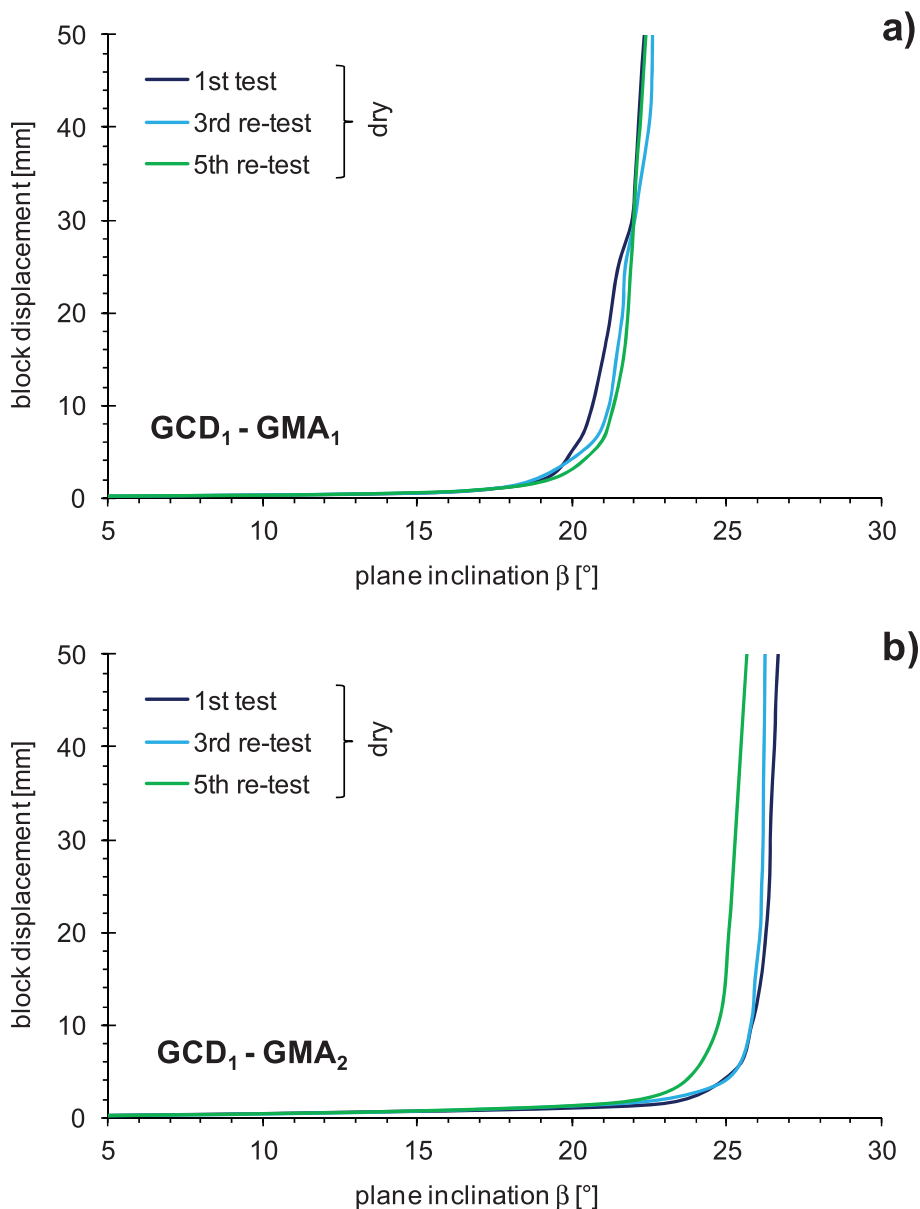 a)
50
40
30
20
10
0
block displacement [mm]
1st test
3rd re-test
5th re-test
dry
GCD₁ - GMA₁
5 10 15 20 25 30
plane inclination β [°]
b)
50
40
30
20
10
0
block displacement [mm]
1st test
3rd re-test
5th re-test
dry
GCD₁ - GMA₂
5 10 15 20 25 30
plane inclination β [°]